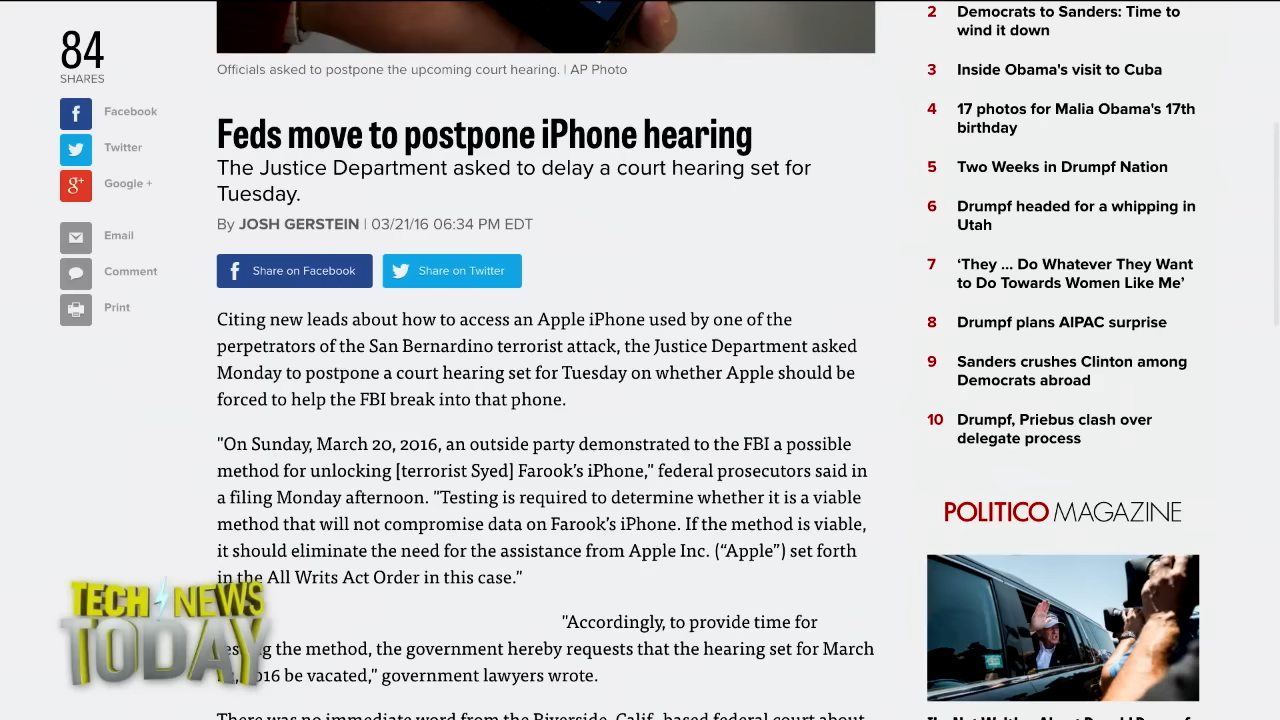 84
SHARES
Facebook
Twitter
Google +
Email
Comment
Print
Officials asked to postpone the upcoming court hearing. | AP Photo
Feds move to postpone iPhone hearing
The Justice Department asked to delay a court hearing set for
Tuesday.
By JOSH GERSTEIN | 03/21/16 06:34 PM EDT
Share on Facebook
Share on Twitter
Citing new leads about how to access an Apple iPhone used by one of the
perpetrators of the San Bernardino terrorist attack, the Justice Department asked
Monday to postpone a court hearing set for Tuesday on whether Apple should be
forced to help the FBI break into that phone.
"On Sunday, March 20, 2016, an outside party demonstrated to the FBI a possible
method for unlocking [terrorist Syed] Farook's iPhone," federal prosecutors said in
a filing Monday afternoon. "Testing is required to determine whether it is a viable
method that will not compromise data on Farook's iPhone. If the method is viable,
it should eliminate the need for the assistance from Apple Inc. (“Apple”) set forth
in the All Writs Act Order in this case."
"Accordingly, to provide time for
the method, the government hereby requests that the hearing set for March
be vacated," government lawyers wrote.
There was no immediate word from the Riverside, Calif.-based federal court about
2 Democrats to Sanders: Time to
wind it down
3 Inside Obama's visit to Cuba
4 17 photos for Malia Obama's 17th
birthday
5 Two Weeks in Drumpf Nation
6 Drumpf headed for a whipping in
Utah
7 ‘They ... Do Whatever They Want
to Do Towards Women Like Me’
8 Drumpf plans AIPAC surprise
9 Sanders crushes Clinton among
Democrats abroad
10 Drumpf, Priebus clash over
delegate process
POLITICO MAGAZINE
TECH NEWS
TODAY